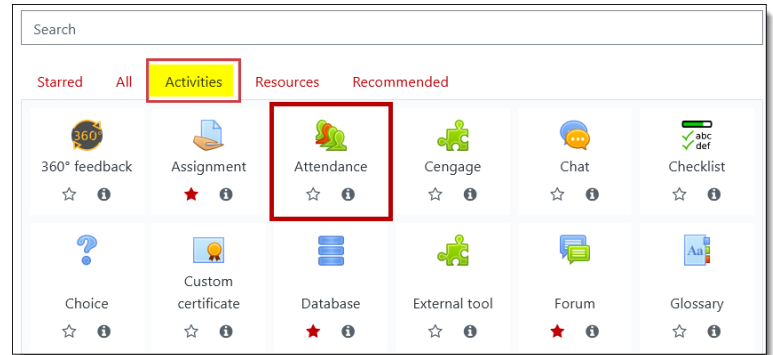 Search
Starred All Activities Resources Recommended
360°
abc
def
360° feedback Assignment Attendance Cengage Chat Checklist
Aa
Custom
Choice certificate Database External tool Forum Glossary